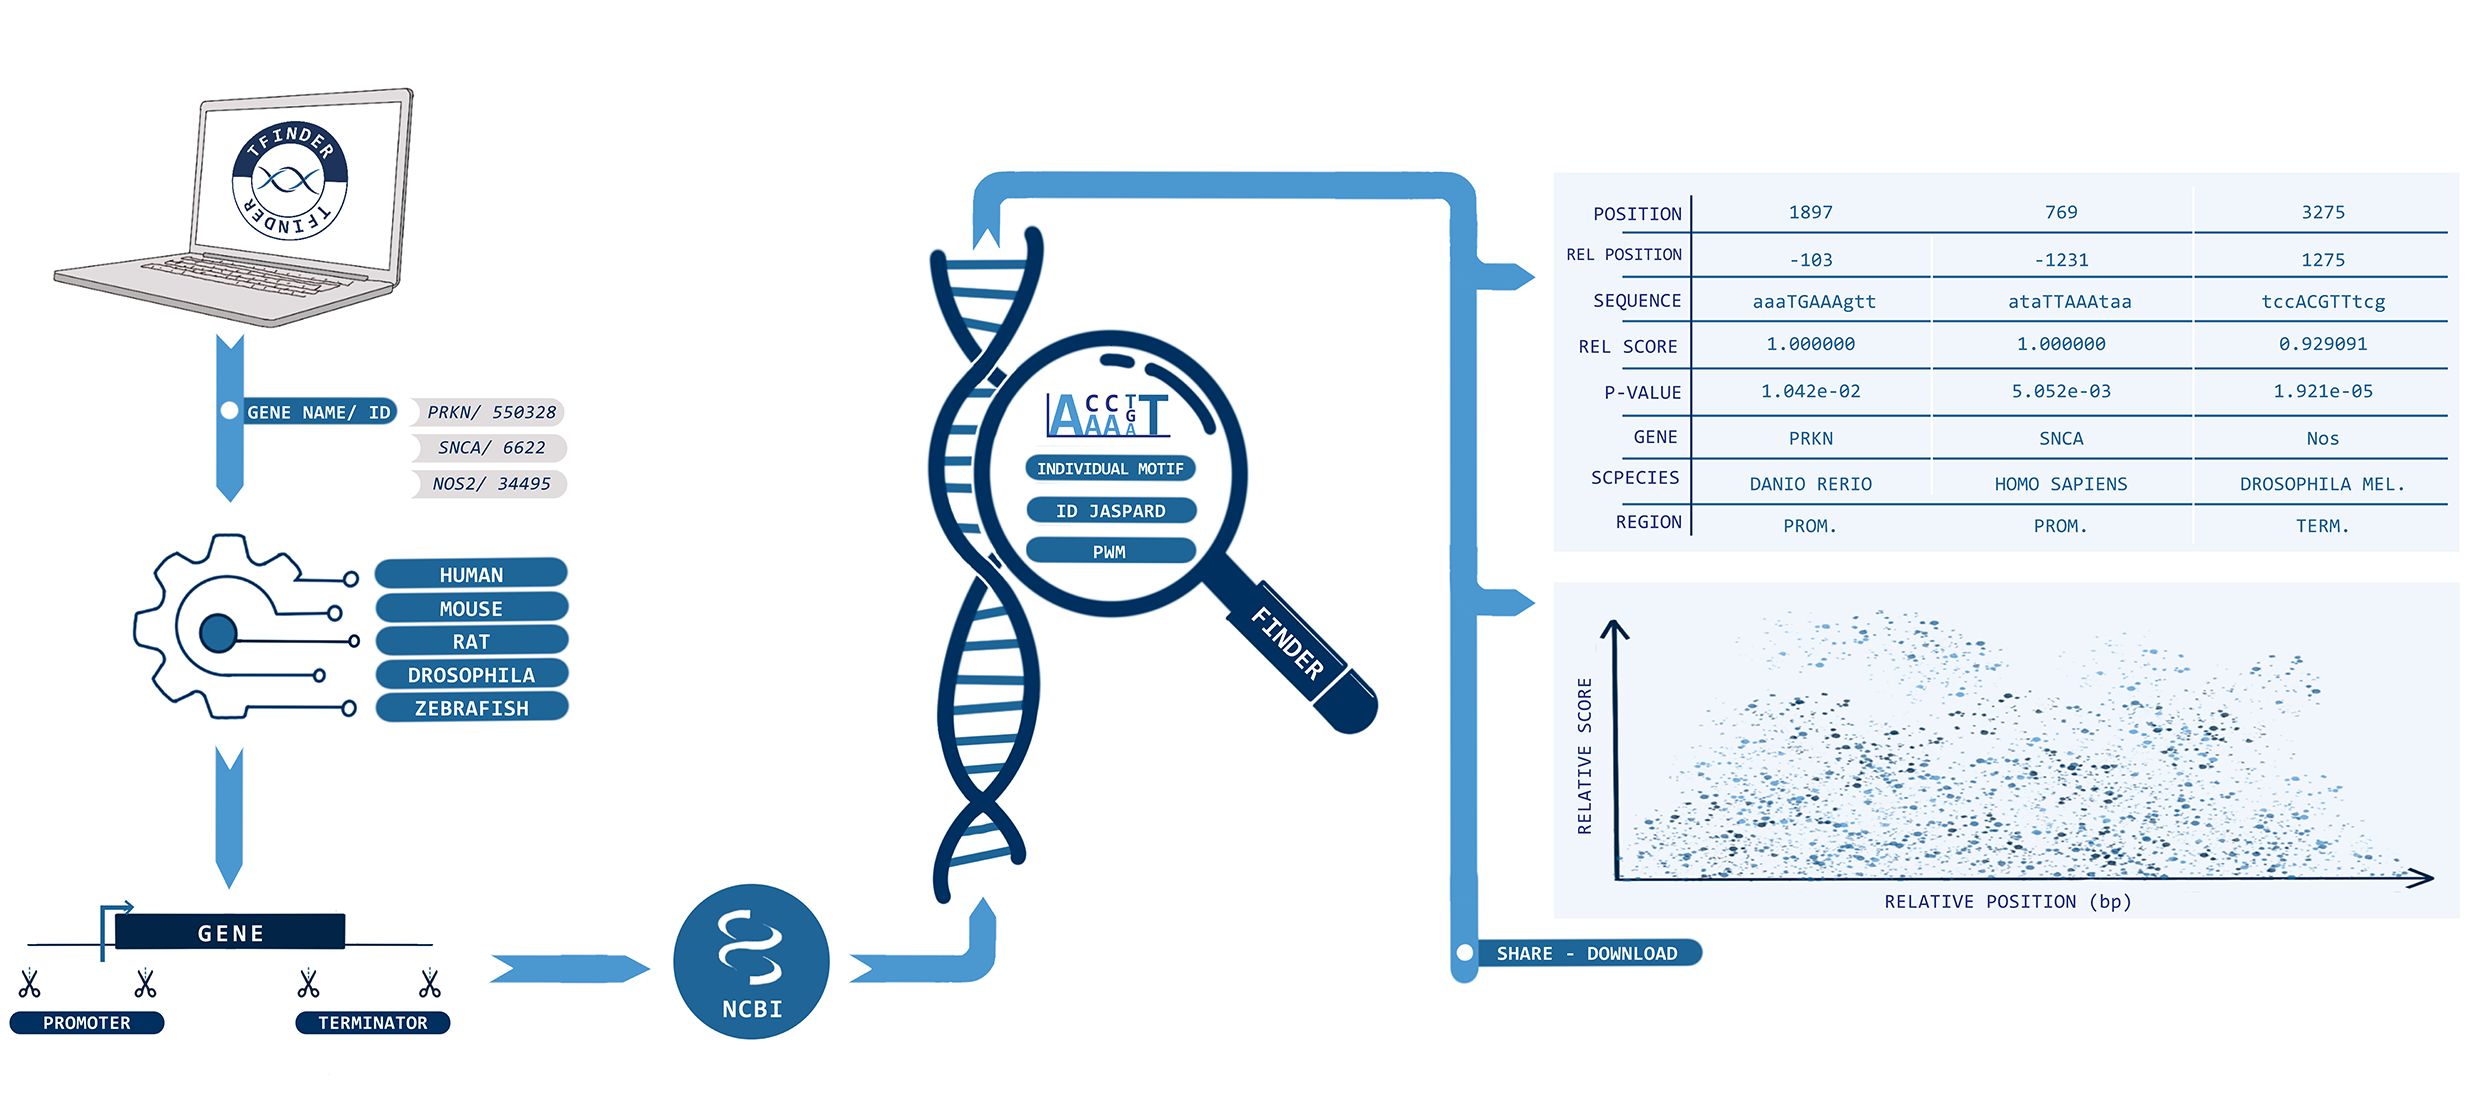 TFINDER
TFINDER
GENE NAME/ ID
PRKN/ 550328
SNCA/ 6622
NOS2/ 34495
HUMAN
MOUSE
RAT
DROSOPHILA
ZEBRAFISH
GENE
PROMOTER
TERMINATOR
NCBI
A C C T
A A G T
A
INDIVIDUAL MOTIF
ID JASPARD
PWM
FINDER
POSITION 1897 769 3275
REL POSITION -103 -1231 1275
SEQUENCE aaaTGAAAgtt ataTTAAAtaa tccACGTTtcg
REL SCORE 1.000000 1.000000 0.929091
P-VALUE 1.042e-02 5.052e-03 1.921e-05
GENE PRKN SNCA Nos
SCPECIES DANIO RERIO HOMO SAPIENS DROSOPHILA MEL.
REGION PROM. PROM. TERM.
RELATIVE SCORE
RELATIVE POSITION (bp)
SHARE - DOWNLOAD